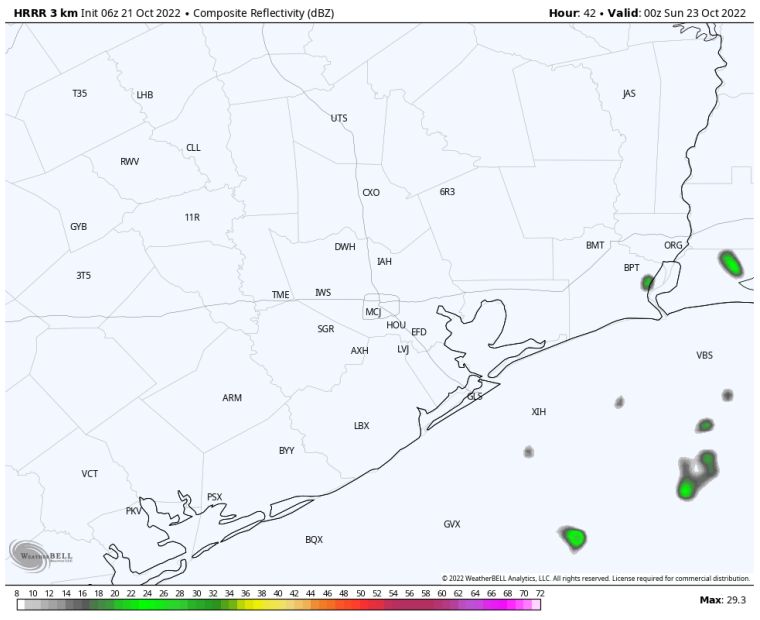 HRRR 3 km Init 06z 21 Oct 2022 • Composite Reflectivity (dBZ)
Hour: 42 • Valid: 00z Sun 23 Oct 2022
T35
LHB
JAS
UTS
CLL
RWV
CXO
6R3
11R
GYB
DWH
BMT
ORG
IAH
BPT
3T5
TME
IWS
MCJ
SGR
HOU
EFD
AXH
LVJ
VBS
ARM
GLS
XIH
LBX
BYY
VCT
PSX
PKV
GVX
BQX
WEATHERBELL
© 2022 WeatherBELL Analytics, LLC. All rights reserved. License required for commercial distribution.
8 10 12 14 16 18 20 22 24 26 28 30 32 34 36 38 40 42 44 46 48 50 52 54 56 58 60 62 64 66 68 70 72
Max: 29.3